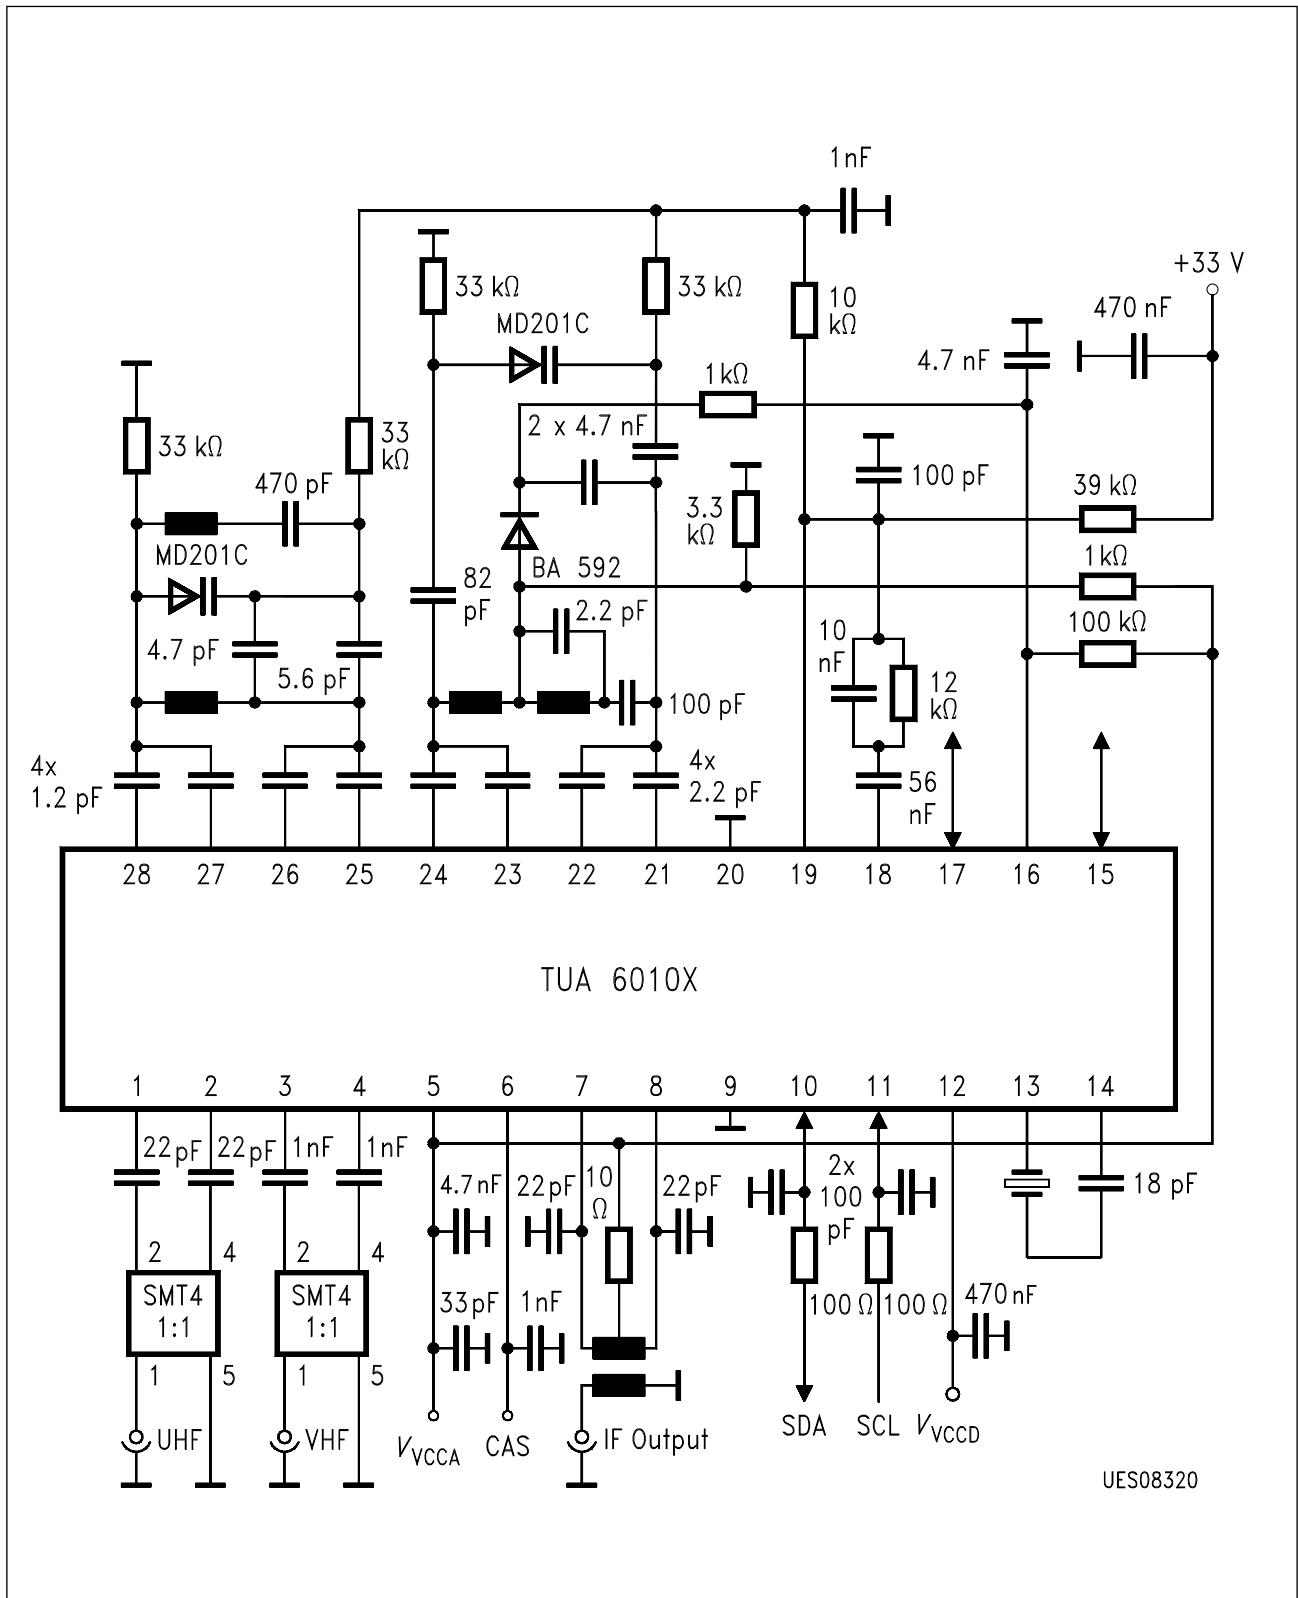 1nF
+33 V
33 kΩ
33 kΩ
10
kΩ
470 nF
MD201C
4.7 nF
1kΩ
2 x 4.7 nF
33 kΩ
33
kΩ
470 pF
100 pF
39 kΩ
3.3
kΩ
MD201C
BA 592
1kΩ
82
pF
2.2 pF
100 kΩ
10
nF
4.7 pF
5.6 pF
12
kΩ
100 pF
4x
1.2 pF
4x
2.2 pF
56
nF
28 27 26 25 24 23 22 21 20 19 18 17 16 15
TUA 6010X
1 2 3 4 5 6 7 8 9 10 11 12 13 14
22pF 22pF 1nF 1nF
4.7nF
22pF
10
Ω
22pF
2x
100
pF
18 pF
2 4 2 4
SMT4
1:1
SMT4
1:1
33pF
1nF
100 Ω
100 Ω
470 nF
1 5 1 5
UHF
VHF
VVCCA
CAS
IF Output
SDA
SCL
VVCCD
UES08320